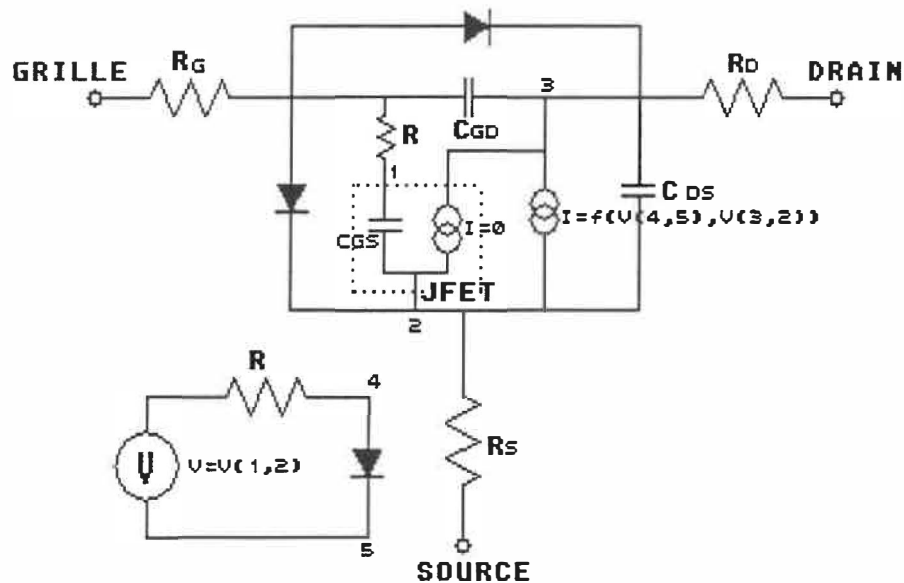 GRILLE
RG
3
RD
DRAIN
CGD
R
1
CDS
CGS
I=0
I=f(V(4,5),V(3,2))
JFET
2
R
4
RS
V
V=V(1,2)
5
SOURCE